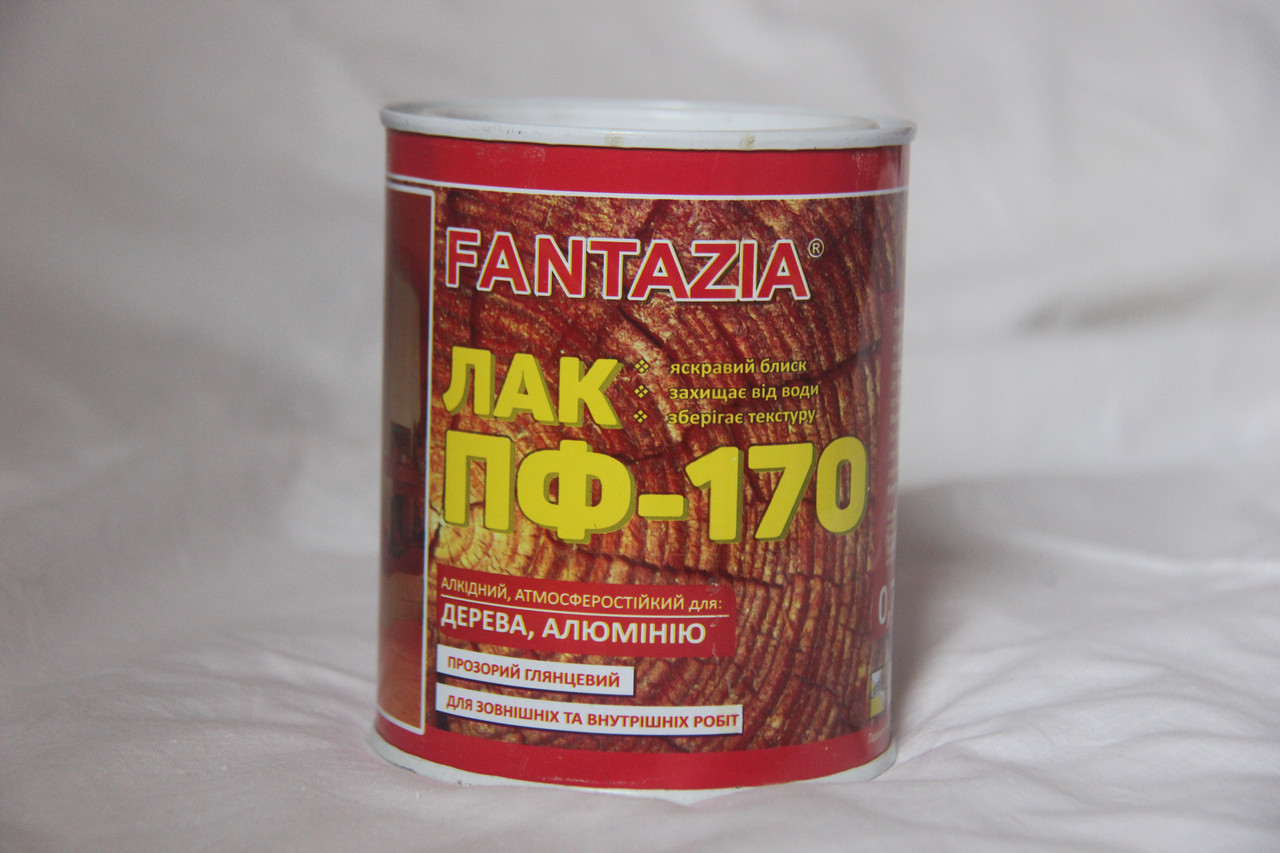 FANTAZIA®
ЛАК
❖ яскравий блиск
❖ захищає від води
❖ зберігає текстуру
ПФ-170
АЛКІДНИЙ, АТМОСФЕРОСТІЙКИЙ для:
ДЕРЕВА, АЛЮМІНІЮ
ПРОЗОРИЙ ГЛЯНЦЕВИЙ
ДЛЯ ЗОВНІШНІХ ТА ВНУТРІШНІХ РОБІТ